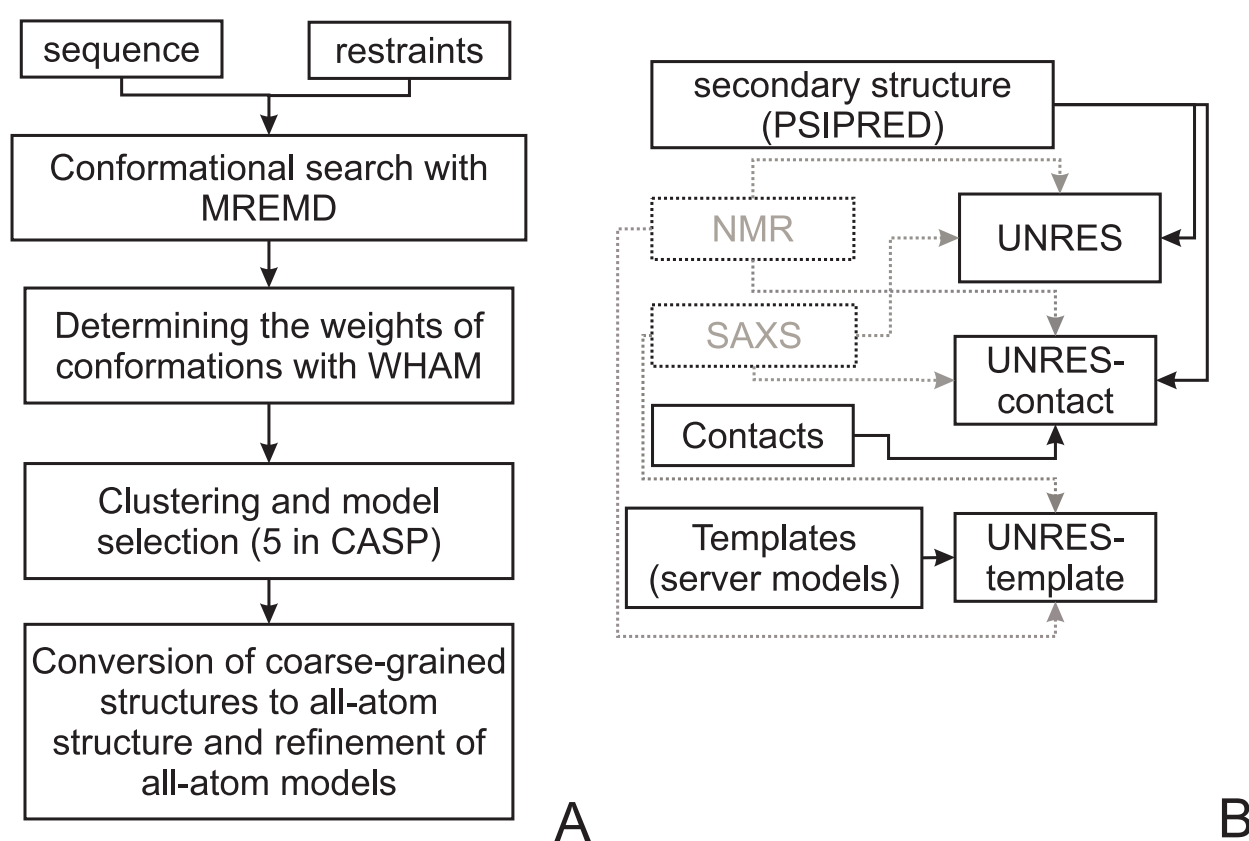 sequence
restraints
Conformational search with
MREMD
Determining the weights of
conformations with WHAM
Clustering and model
selection (5 in CASP)
Conversion of coarse-grained
structures to all-atom
structure and refinement of
all-atom models
A
secondary structure
(PSIPRED)
NMR
UNRES
SAXS
UNRES-
contact
Contacts
Templates
(server models)
UNRES-
template
B